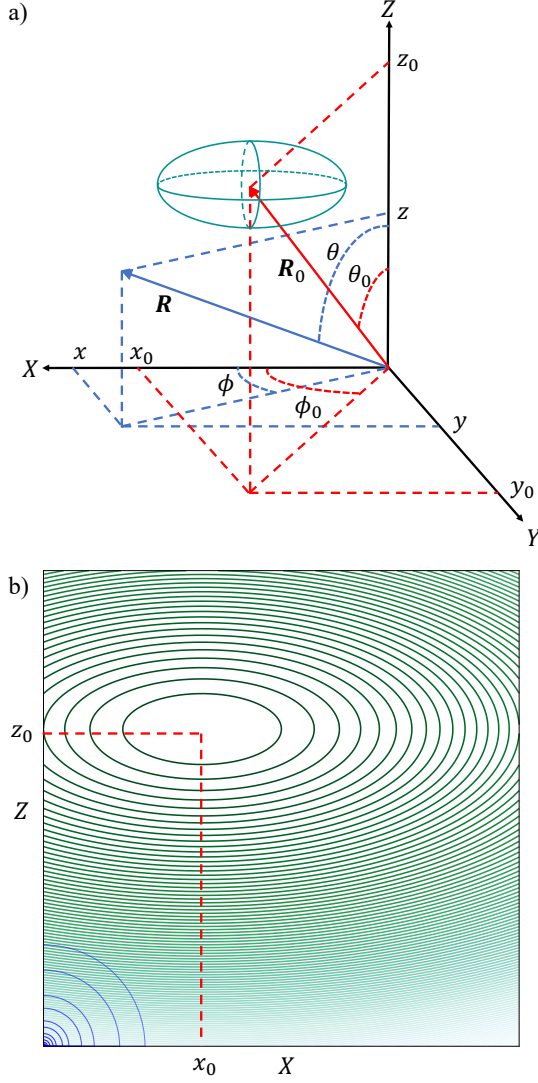 a)
Z
z₀
z
θ
θ₀
R₀
R
X
x
x₀
ϕ
ϕ₀
y
y₀
Y
b)
z₀
Z
x₀
X